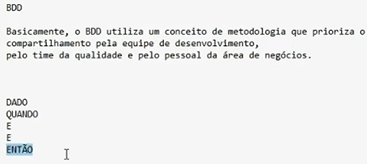 BDD
Basicamente, o BDD utiliza um conceito de metodologia que prioriza o
compartilhamento pela equipe de desenvolvimento,
pelo time da qualidade e pelo pessoal da área de negócios.
DADO
QUANDO
E
E
ENTÃO